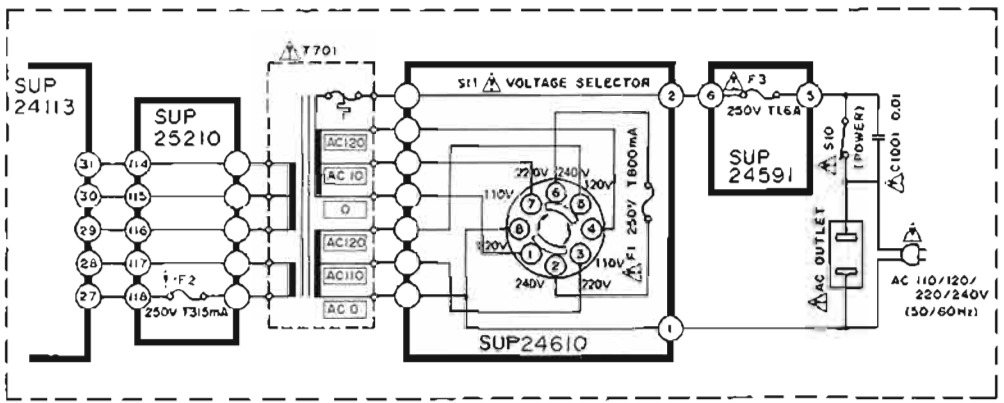 T701
SUP
24113
SUP
25210
S11 VOLTAGE SELECTOR
F3
250V T1.6A
SUP
24591
S10
(POWER)
C1001 0.01
AC OUTLET
AC 110/120/
220/240V
(50/60Hz)
31
30
29
28
27
114
115
116
117
118
F2
250V T315mA
AC120
AC 10
0
AC120
AC110
AC 0
2
6
5
1
220V
240V
120V
110V
120V
110V
240V
220V
7
6
5
8
4
1
2
3
F1 250V T800mA
SUP24610